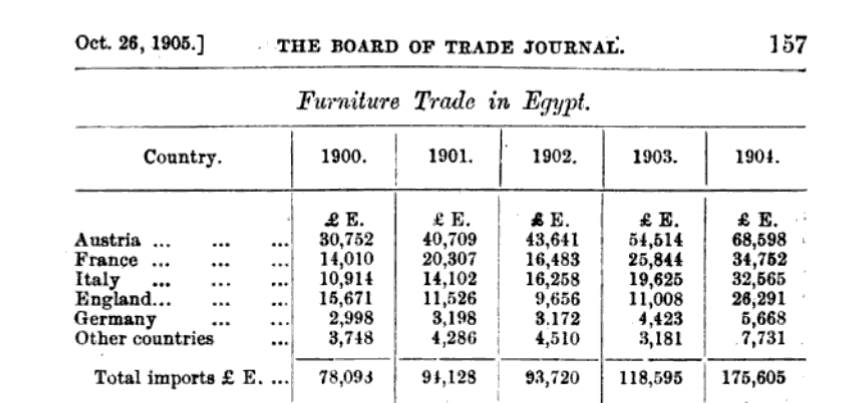 Oct. 26, 1905.] THE BOARD OF TRADE JOURNAL. 157
Furniture Trade in Egypt.
Country. 1900. 1901. 1902. 1903. 1904.
£ E. £ E. £ E. £ E. £ E.
Austria ... ... ... 30,752 40,709 43,641 54,514 68,598
France ... ... ... 14,010 20,307 16,483 25,844 34,752
Italy ... ... ... 10,914 14,102 16,258 19,625 32,565
England... ... ... 15,671 11,526 9,656 11,008 26,291
Germany ... ... 2,998 3,198 3.172 4,423 5,668
Other countries ... 3,748 4,286 4,510 3,181 7,731
Total imports £ E. ... 78,093 94,128 93,720 118,595 175,605